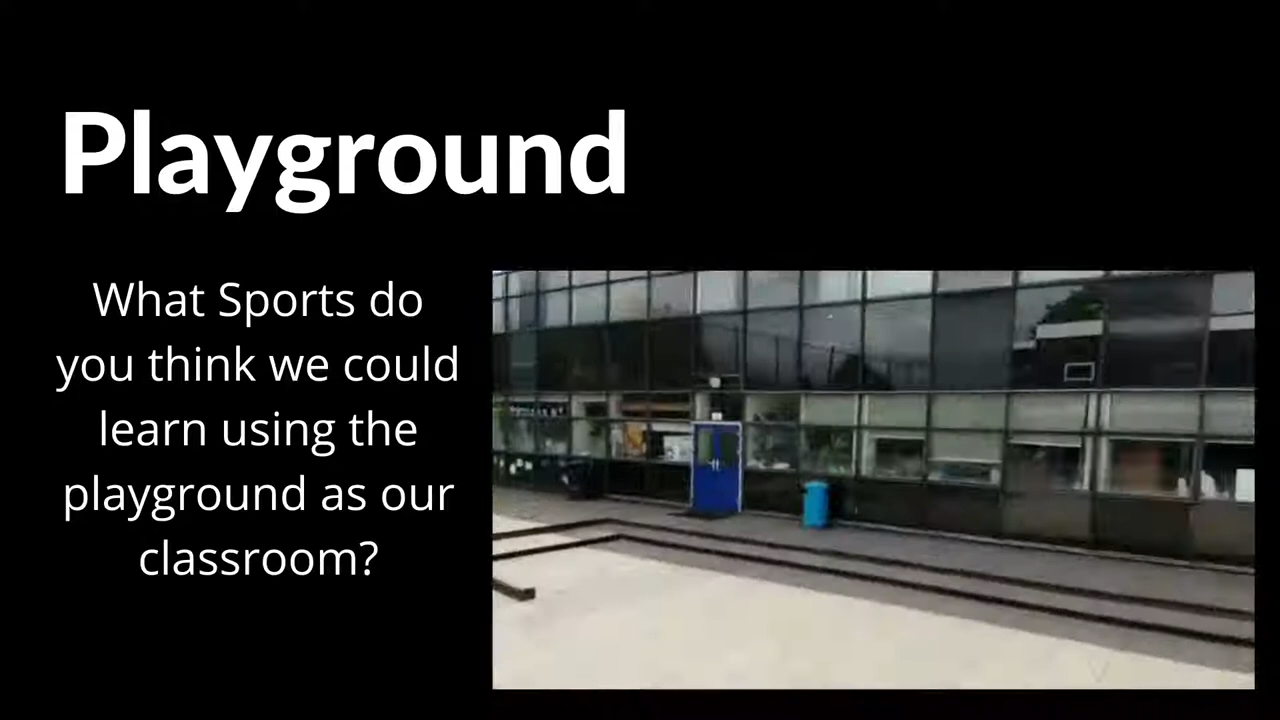 Playground
What Sports do
you think we could
learn using the
playground as our
classroom?